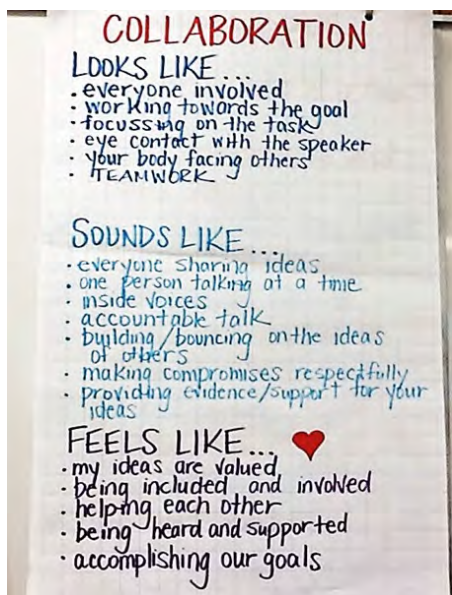 COLLABORATION
LOOKS LIKE...
· everyone involved
· working towards the goal
· focussing on the task
· eye contact with the speaker
· your body facing others
· TEAMWORK
SOUNDS LIKE...
· everyone sharing ideas
· one person talking at a time
· inside voices
· accountable talk
· building/bouncing on the ideas
of others
· making compromises respectfully
· providing evidence/support for your
ideas
FEELS LIKE...
· my ideas are valued
· being included and involved
· helping each other
· being heard and supported
· accomplishing our goals